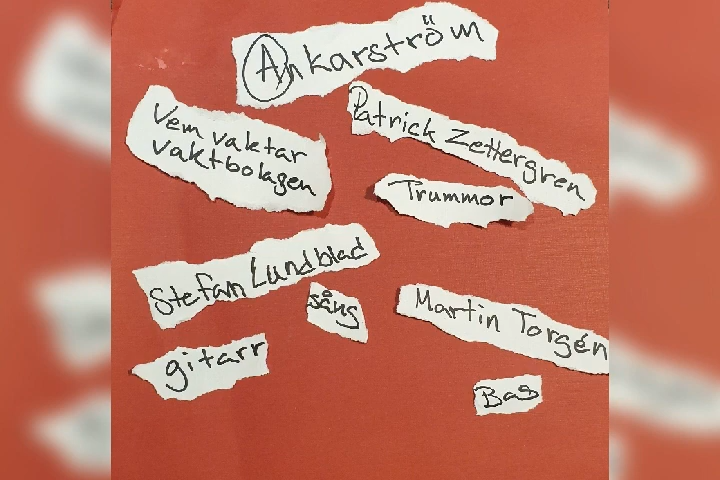 Ankarström
Vem vaktar
vaktbolagen
Patrick Zettergren
Trummor
Stefan Lundblad
sång
gitarr
Martin Torgén
Bas